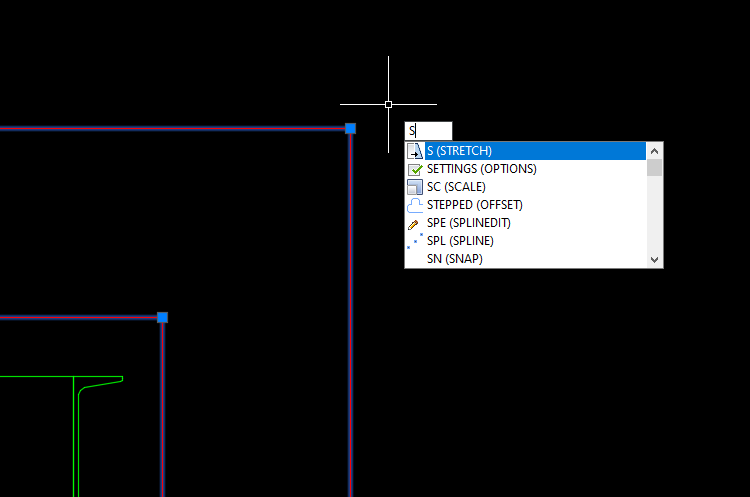 S
S (STRETCH)
SETTINGS (OPTIONS)
SC (SCALE)
STEPPED (OFFSET)
SPE (SPLINEDIT)
SPL (SPLINE)
SN (SNAP)